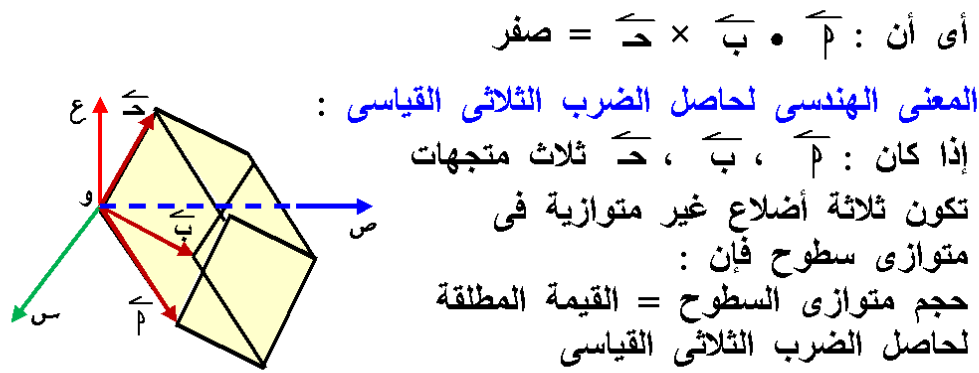 أى أن : أ • ب × حـ = صفر
المعنى الهندسى لحاصل الضرب الثلاثى القياسى :
إذا كان : أ ، ب ، حـ ثلاث متجهات
تكون ثلاثة أضلاع غير متوازية فى
متوازى سطوح فإن :
حجم متوازى السطوح = القيمة المطلقة
لحاصل الضرب الثلاثى القياسى
ع
حـ
و
ب
ص
س
أ